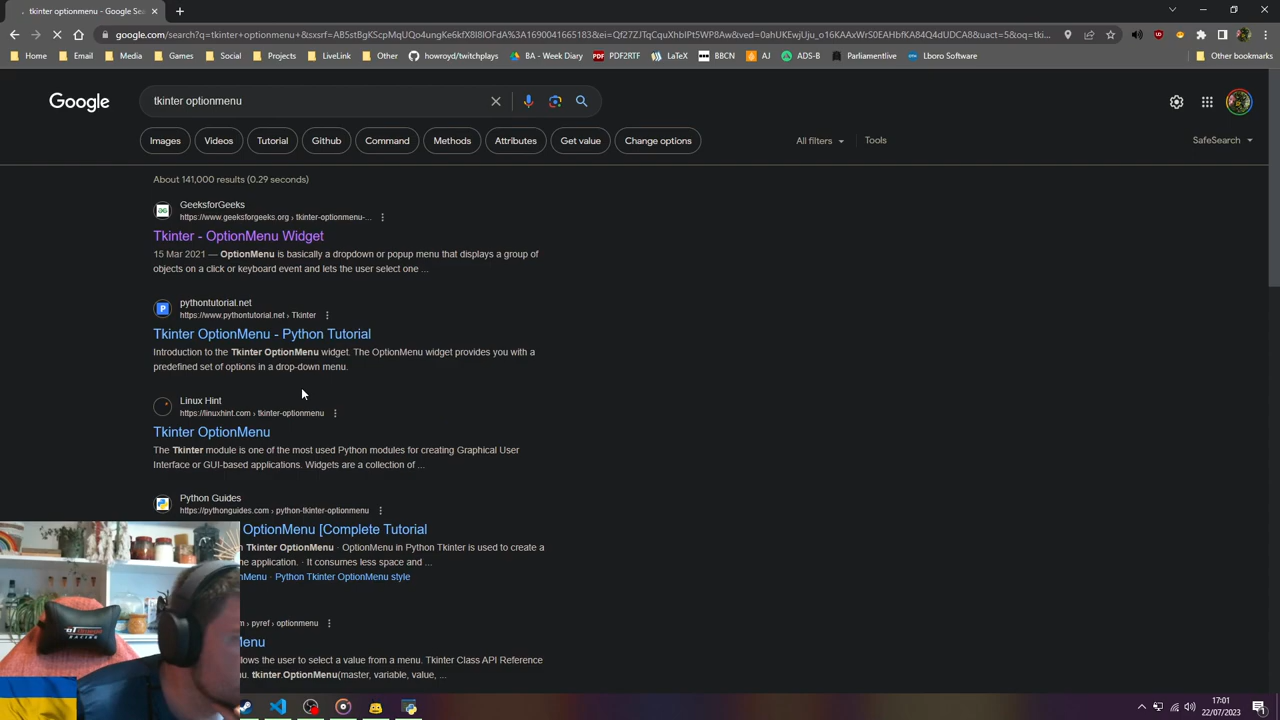 tkinter optionmenu - Google Sea
google.com/search?q=tkinter+optionmenu+&sxsrf=AB5stBgKScpMqUQo4ungKe6kfX8I8lOFdA%3A1690041665183&ei=Qf27ZJTqCquXhbIPt5WP8Aw&ved=0ahUKEwjUju_o16KAAxWrS0EAHbfKA84Q4dUDCA8&uact=5&oq=tki...
Home
Email
Media
Games
Social
Projects
LiveLink
Other
howroyd/twitchplays
BA - Week Diary
PDF PDF2RTF
LaTeX
BBCN
AJ
ADS-B
Parliamentlive
Lboro Software
Other bookmarks
Google
tkinter optionmenu
Images
Videos
Tutorial
Github
Command
Methods
Attributes
Get value
Change options
All filters
Tools
SafeSearch
About 141,000 results (0.29 seconds)
GeeksforGeeks
https://www.geeksforgeeks.org › tkinter-optionmenu-...
Tkinter - OptionMenu Widget
15 Mar 2021 — OptionMenu is basically a dropdown or popup menu that displays a group of
objects on a click or keyboard event and lets the user select one ...
pythontutorial.net
https://www.pythontutorial.net › Tkinter
Tkinter OptionMenu - Python Tutorial
Introduction to the Tkinter OptionMenu widget. The OptionMenu widget provides you with a
predefined set of options in a drop-down menu.
Linux Hint
https://linuxhint.com › tkinter-optionmenu
Tkinter OptionMenu
The Tkinter module is one of the most used Python modules for creating Graphical User
Interface or GUI-based applications. Widgets are a collection of ...
Python Guides
https://pythonguides.com › python-tkinter-optionmenu
OptionMenu [Complete Tutorial
Tkinter OptionMenu · OptionMenu in Python Tkinter is used to create a
application. · It consumes less space and ...
nMenu · Python Tkinter OptionMenu style
m › pyref › optionmenu
Menu
llows the user to select a value from a menu. Tkinter Class API Reference
u. tkinter.OptionMenu(master, variable, value, ...
GT
RACING
17:01
22/07/2023